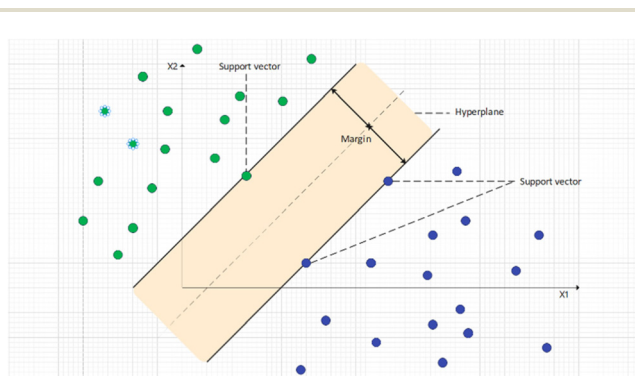 X2
Support vector
Hyperplane
Margin
Support vector
X1